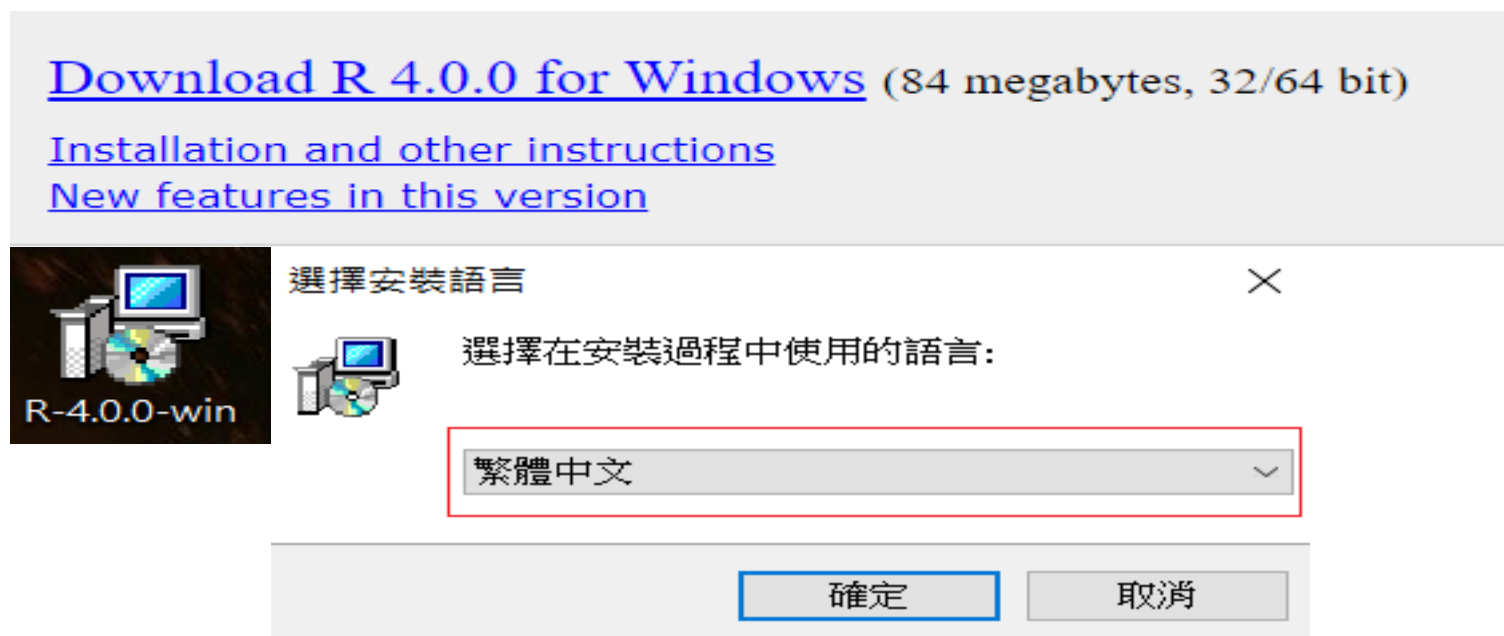 Download R 4.0.0 for Windows (84 megabytes, 32/64 bit)
Installation and other instructions
New features in this version
R-4.0.0-win
選擇安裝語言
選擇在安裝過程中使用的語言:
繁體中文
確定
取消